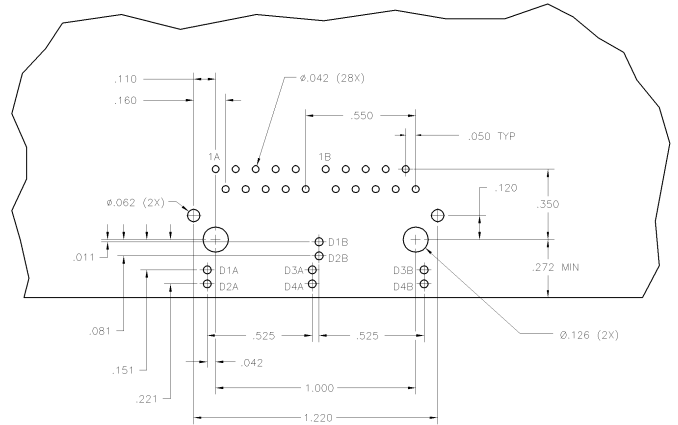 .110
ø.042 (28X)
.160
.550
.050 TYP
1A
1B
.120
ø.062 (2X)
.350
D1B
.011
D2B
.272 MIN
D1A
D3A
D3B
D2A
D4A
D4B
.081
.525
.525
Ø.126 (2X)
.151
.042
.221
1.000
1.220